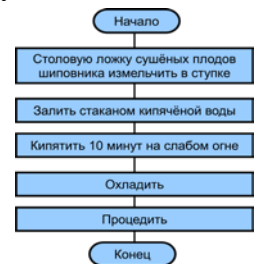 Начало
Столовую ложку сушёных плодов
шиповника измельчить в ступке
Залить стаканом кипячёной воды
Кипятить 10 минут на слабом огне
Охладить
Процедить
Конец